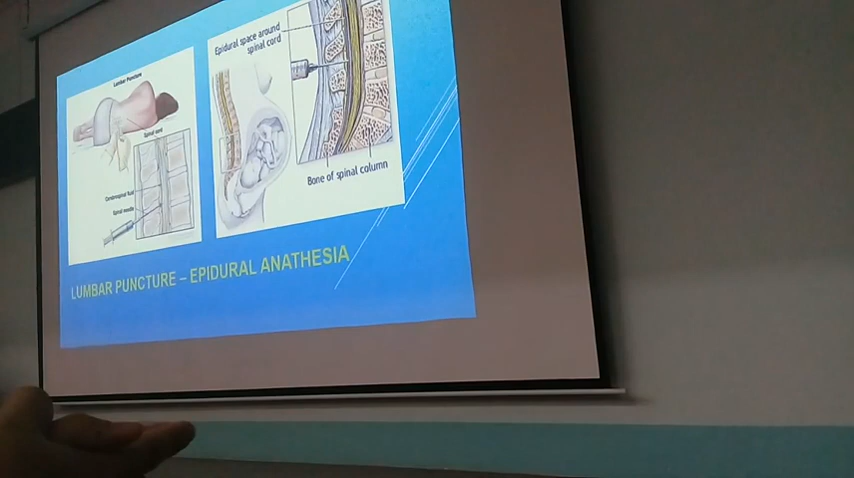 Lumbar Puncture
Spinal cord
Cerebrospinal fluid
Spinal needle
Epidural space around
spinal cord
Bone of spinal column
LUMBAR PUNCTURE – EPIDURAL ANATHESIA